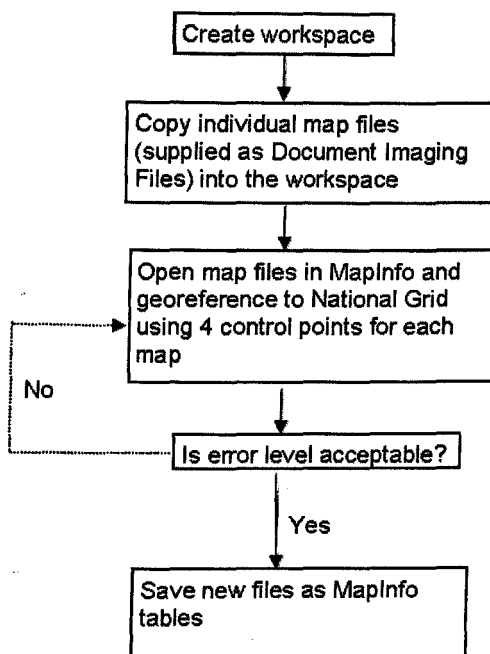 Create workspace
Copy individual map files
(supplied as Document Imaging
Files) into the workspace
Open map files in MapInfo and
georeference to National Grid
using 4 control points for each
map
No
Is error level acceptable?
Yes
Save new files as MapInfo
tables